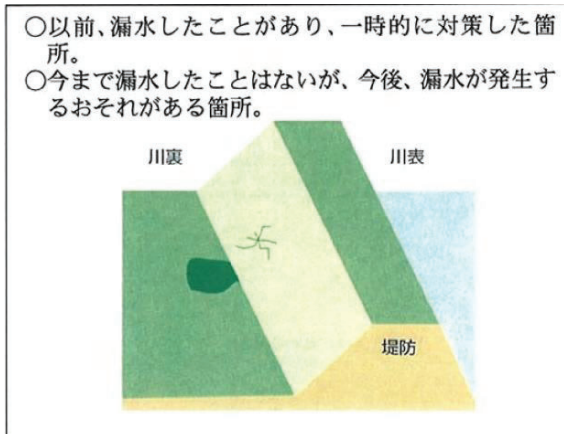 ○以前、漏水したことがあり、一時的に対策した箇
所。
○今まで漏水したことはないが、今後、漏水が発生す
るおそれがある箇所。
川裏
川表
堤防